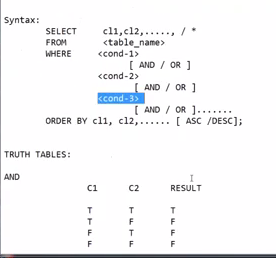 Syntax:
SELECT cl1,cl2,....., / *
FROM <table_name>
WHERE <cond-1>
[ AND / OR ]
<cond-2>
[ AND / OR ]
<cond-3>
[ AND / OR ].......
ORDER BY cl1, cl2,...... [ ASC /DESC];
TRUTH TABLES:
AND
C1 C2 RESULT
T T T
T F F
F T F
F F F